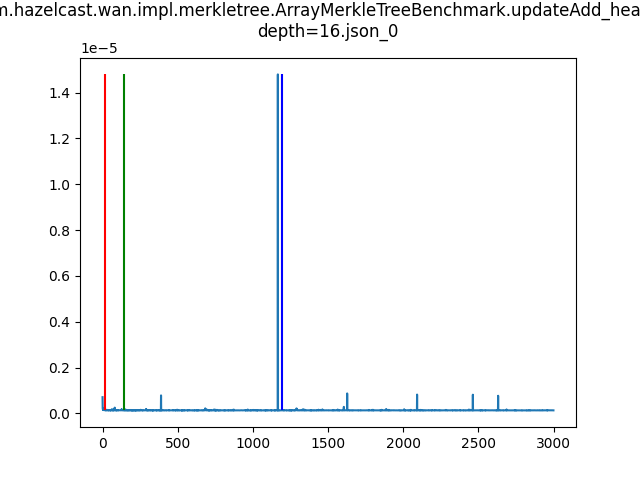 m.hazelcast.wan.impl.merkletree.ArrayMerkleTreeBenchmark.updateAdd_hea
depth=16.json_0
1e−5
1.4
1.2
1.0
0.8
0.6
0.4
0.2
0.0
0 500 1000 1500 2000 2500 3000